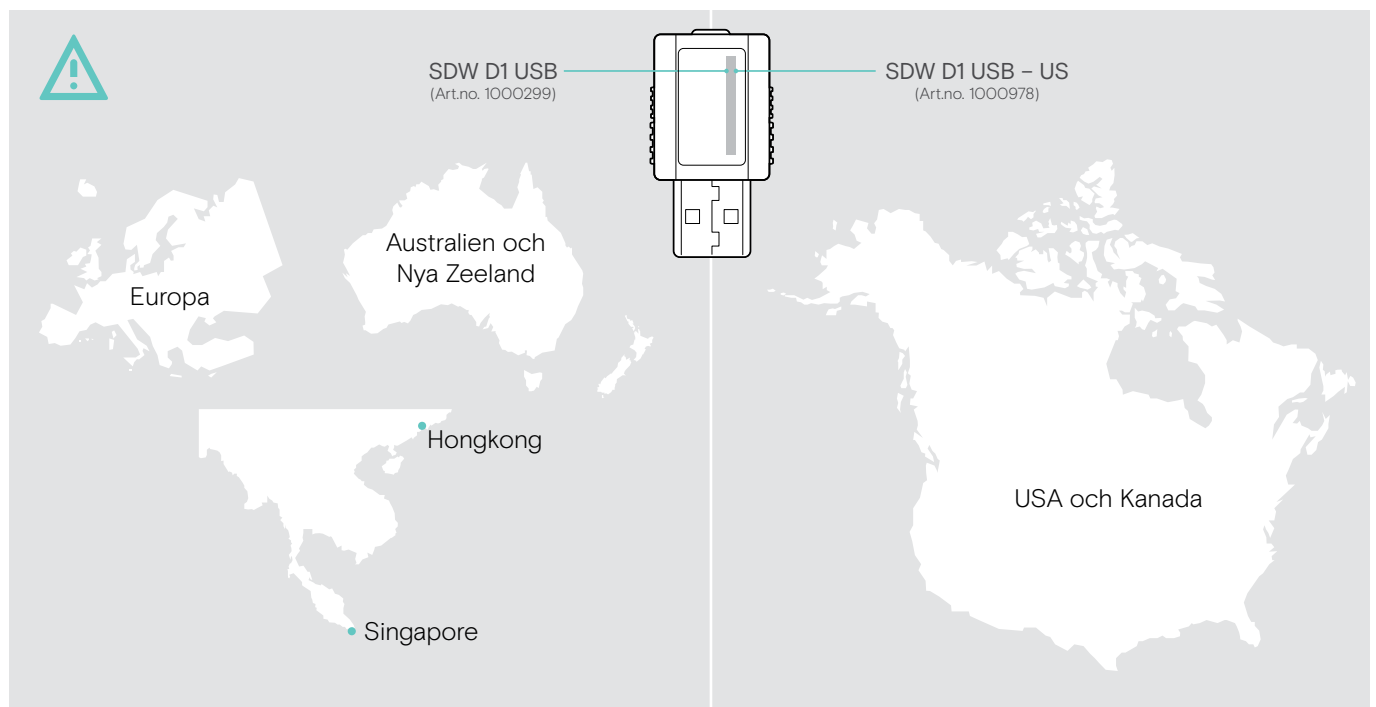 SDW D1 USB
(Art.no. 1000299)
SDW D1 USB – US
(Art.no. 1000978)
Europa
Australien och
Nya Zeeland
Hongkong
Singapore
USA och Kanada